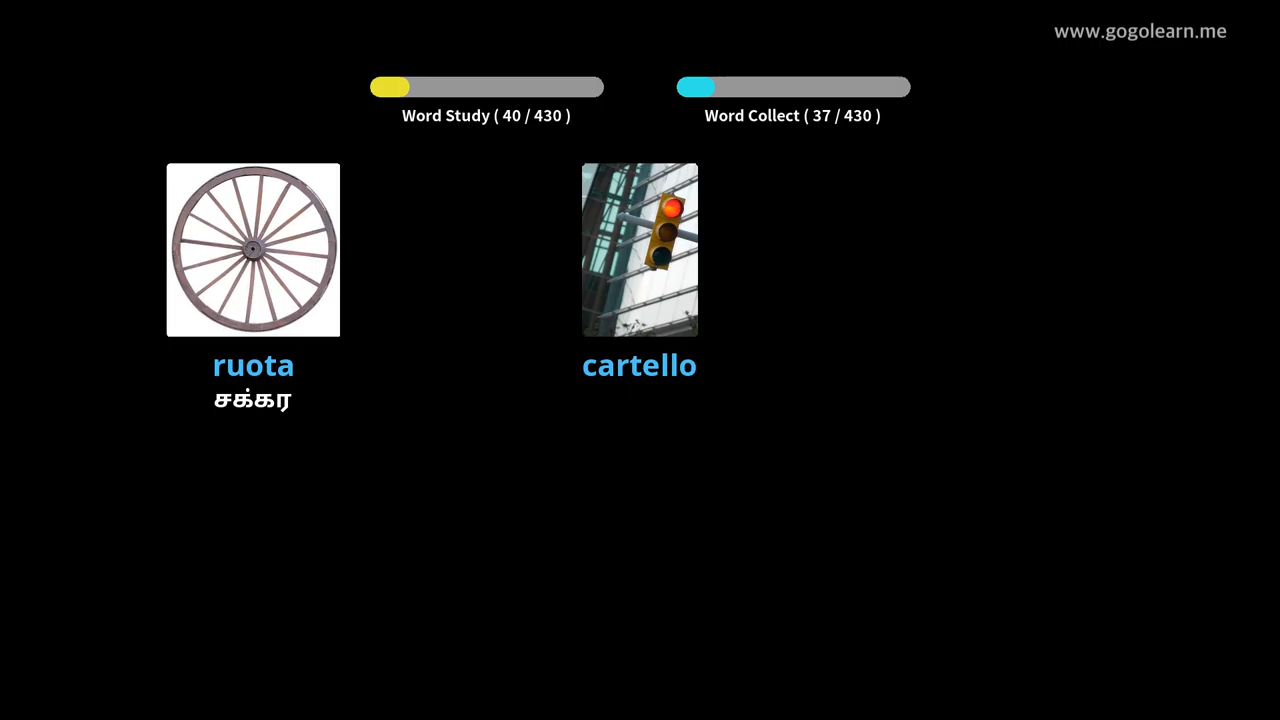 www.gogolearn.me
Word Study ( 40 / 430 )
Word Collect ( 37 / 430 )
ruota
cartello
சக்கர